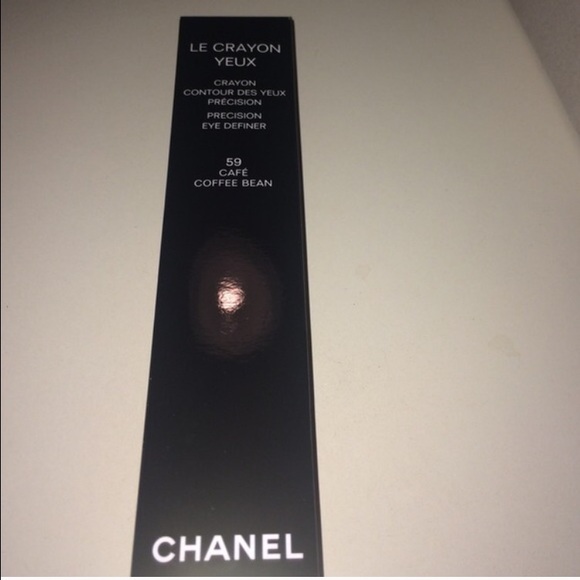 LE CRAYON
YEUX
CRAYON
CONTOUR DES YEUX
PRÉCISION
PRECISION
EYE DEFINER
59
CAFÉ
COFFEE BEAN
CHANEL